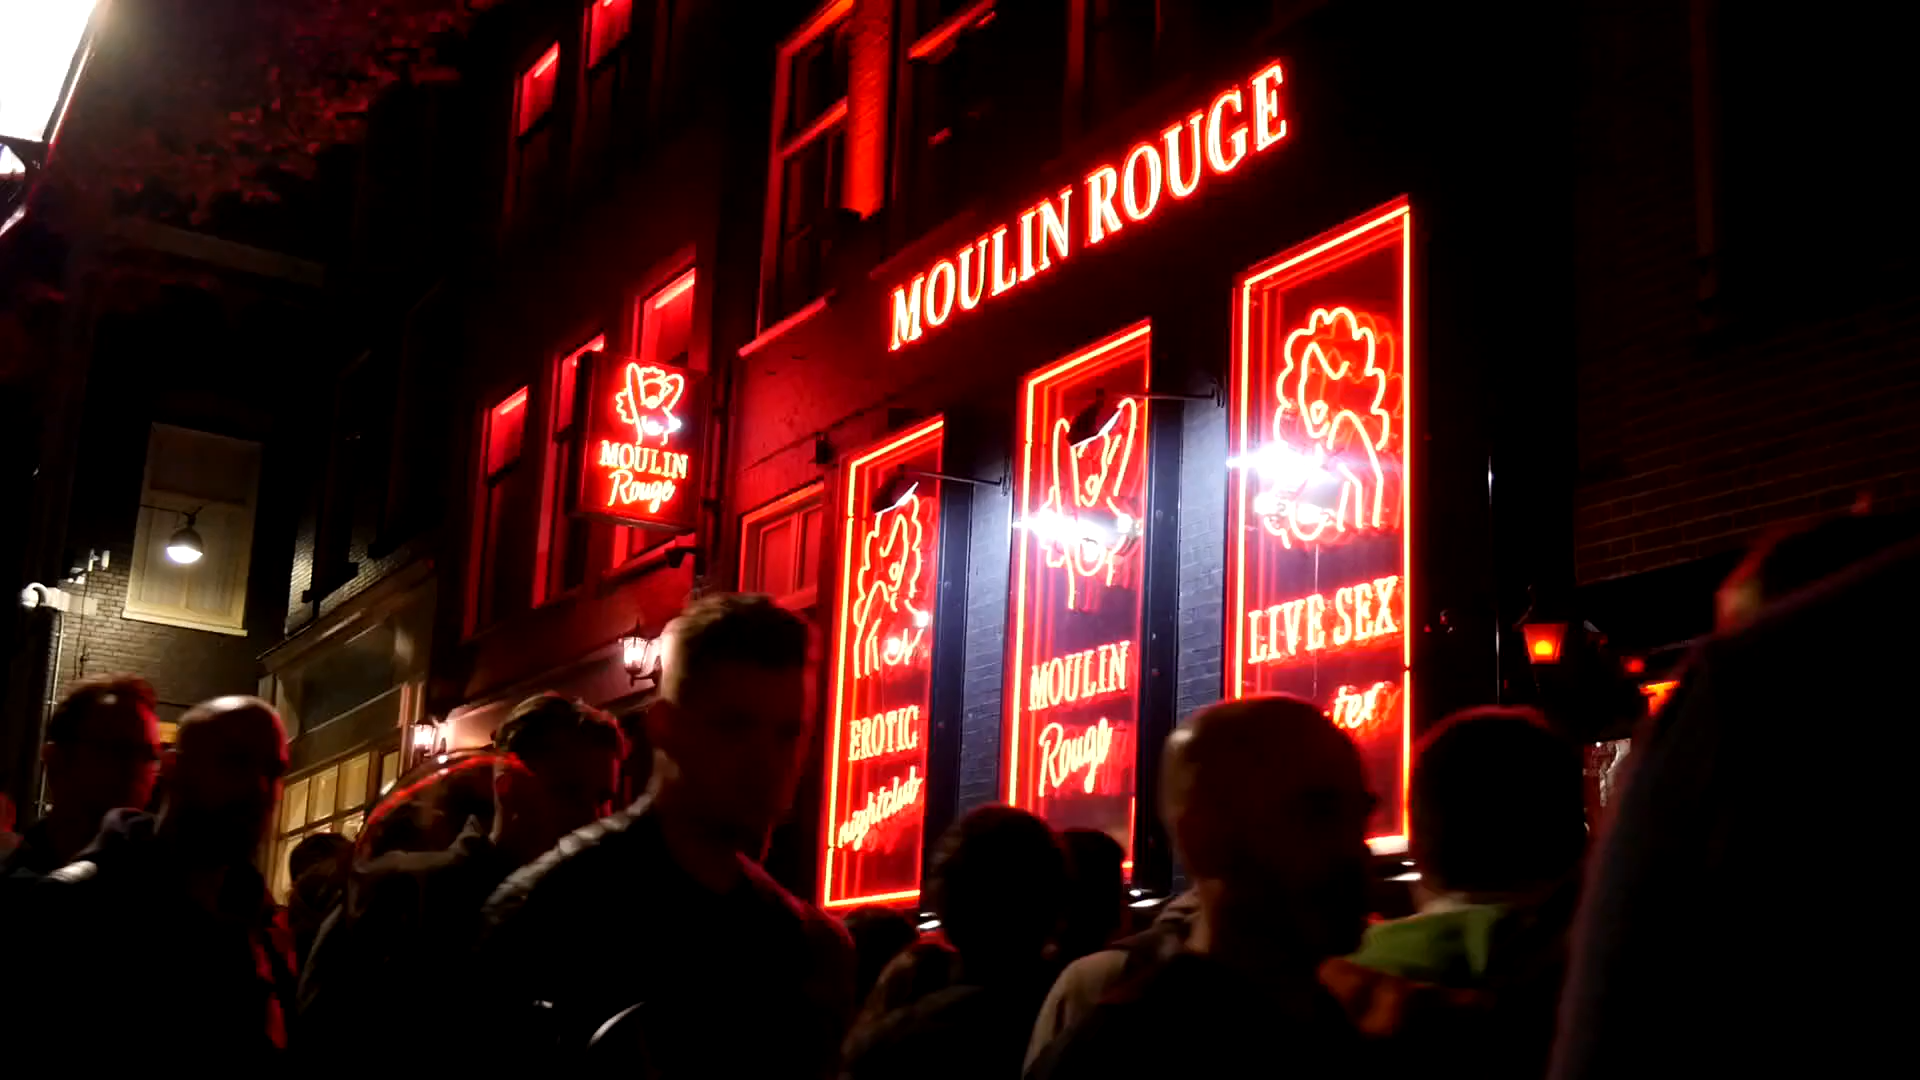 MOULIN ROUGE
MOULIN
Rouge
EROTIC
nightclub
MOULIN
Rouge
LIVE SEX